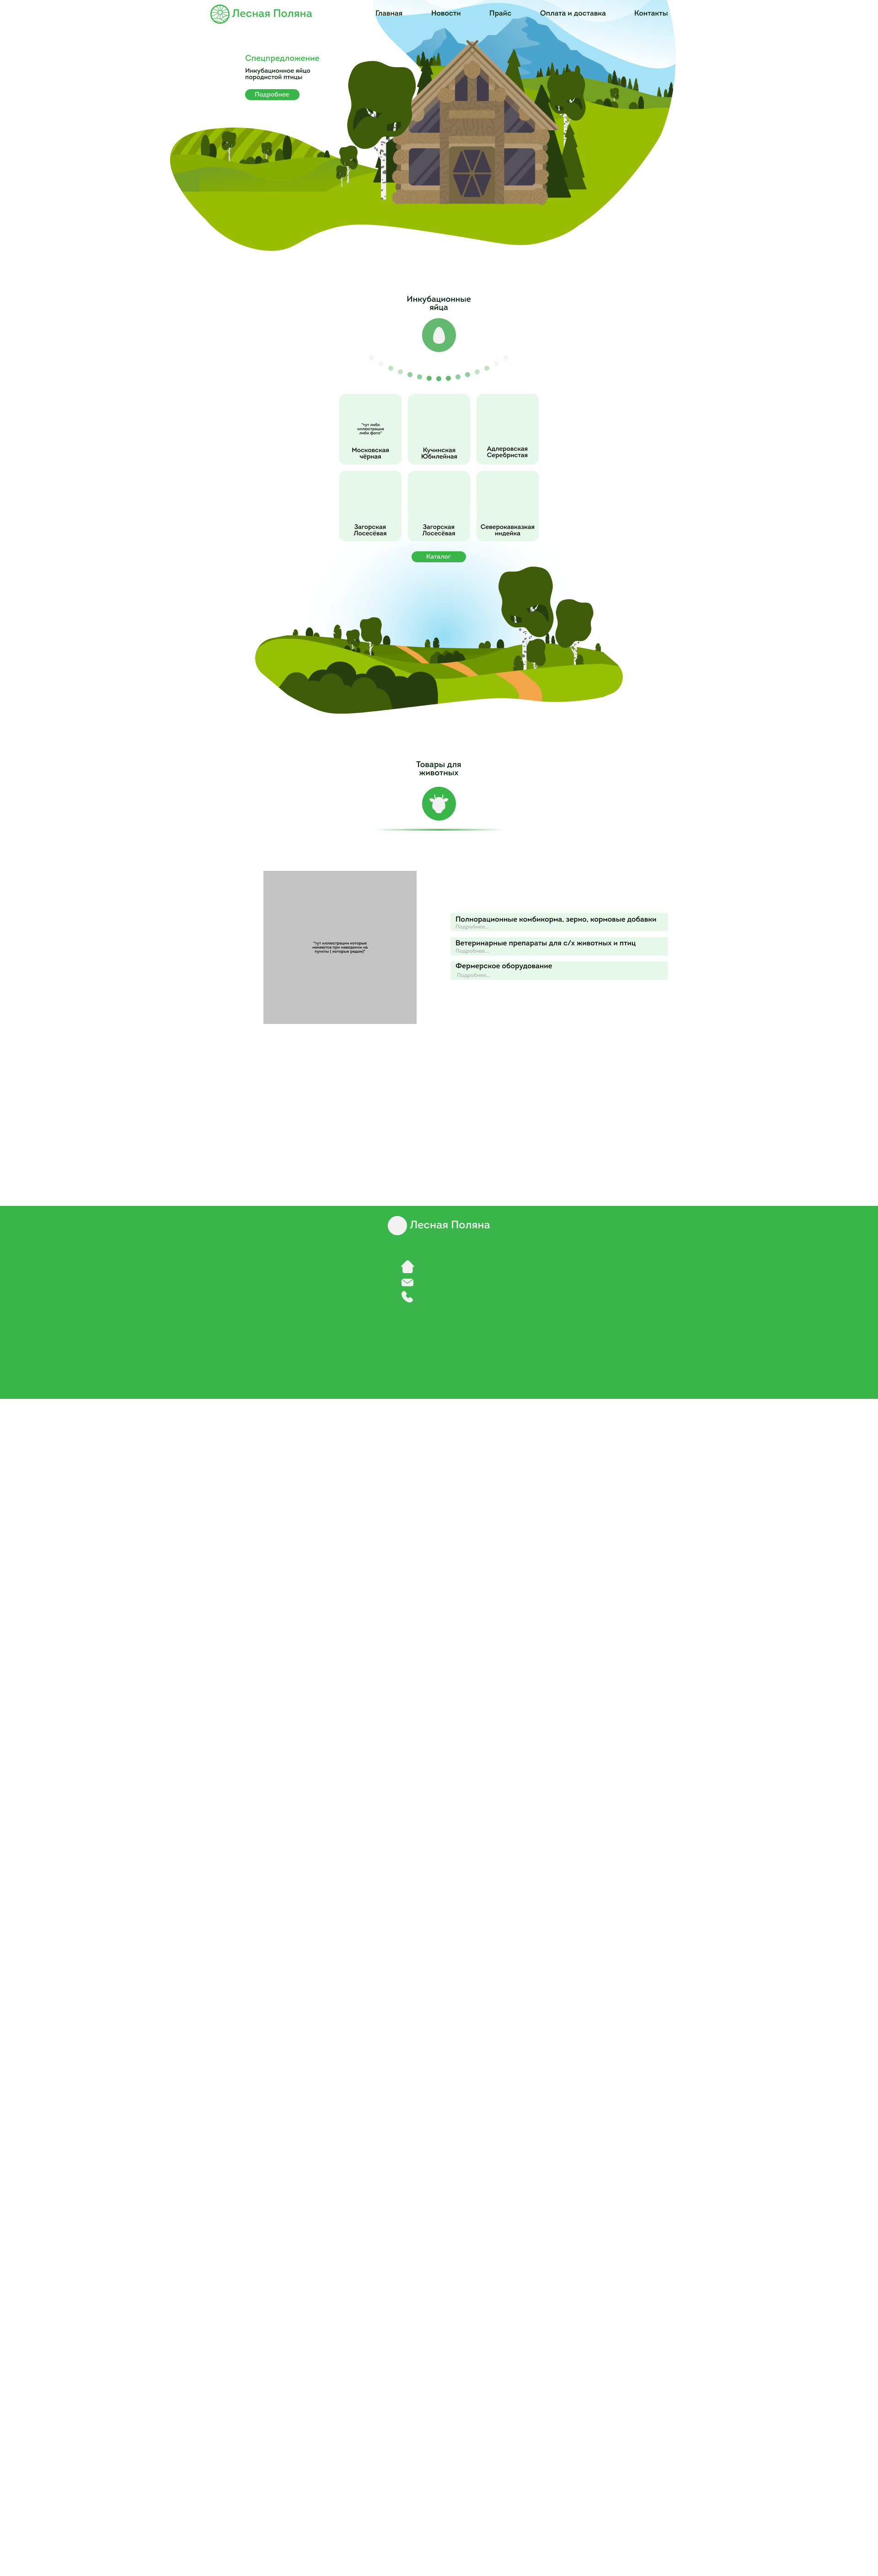 Лесная Поляна
Главная
Новости
Прайс
Оплата и доставка
Контакты
Спецпредложение
Инкубационное яйцо
породистой птицы
Подробнее
Инкубационные
яйца
"тут либо
иллюстрация
либо фото"
Московская
чёрная
Кучинская
Юбилейная
Адлеровская
Серебристая
Загорская
Лосесёвая
Загорская
Лосесёвая
Северокавказкая
индейка
Каталог
Товары для
животных
"тут иллюстрации которые
меняются при наведении на
пункты ( которые рядом)"
Полнорационные комбикорма, зерно, кормовые добавки
Подробнее...
Ветеринарные препараты для с/х животных и птиц
Подробнее...
Фермерское оборудование
Подробнее...
Лесная Поляна